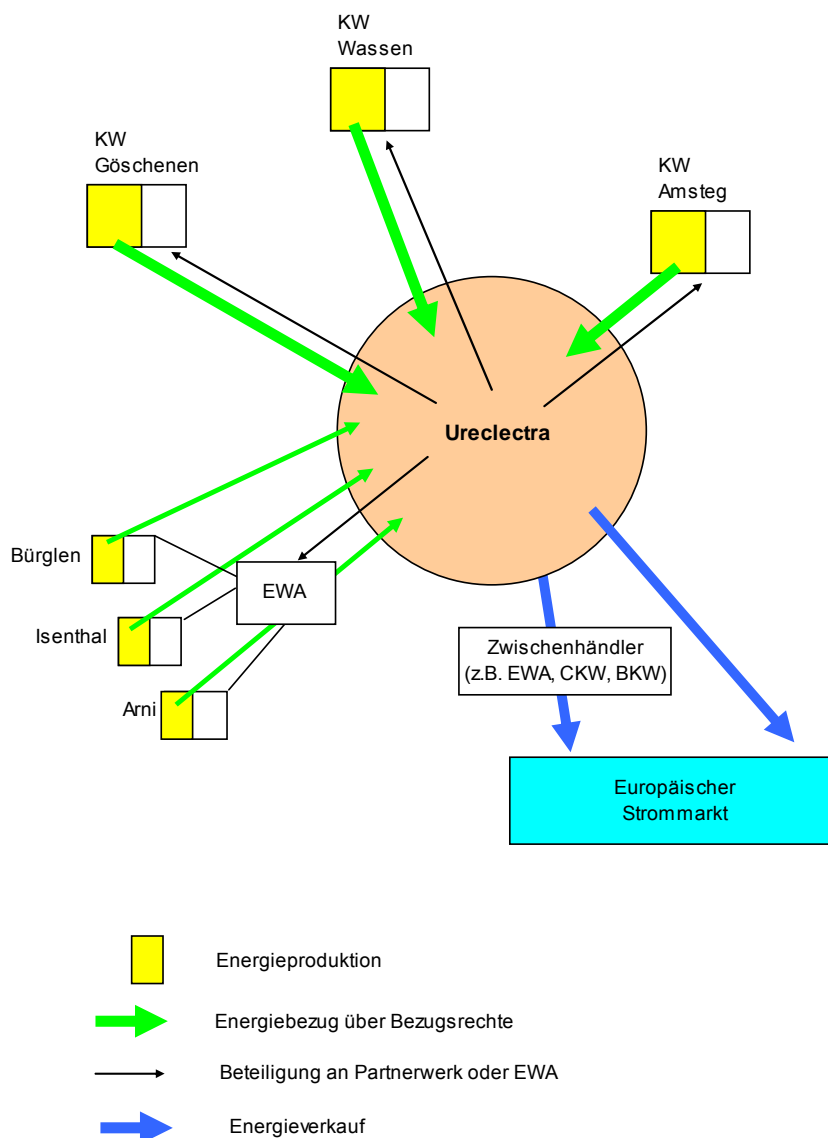 KW
Wassen
KW
Göschenen
KW
Amsteg
Ureclectra
Bürglen
EWA
Isenthal
Arni
Zwischenhändler
(z.B. EWA, CKW, BKW)
Europäischer
Strommarkt
Energieproduktion
Energiebezug über Bezugsrechte
Beteiligung an Partnerwerk oder EWA
Energieverkauf